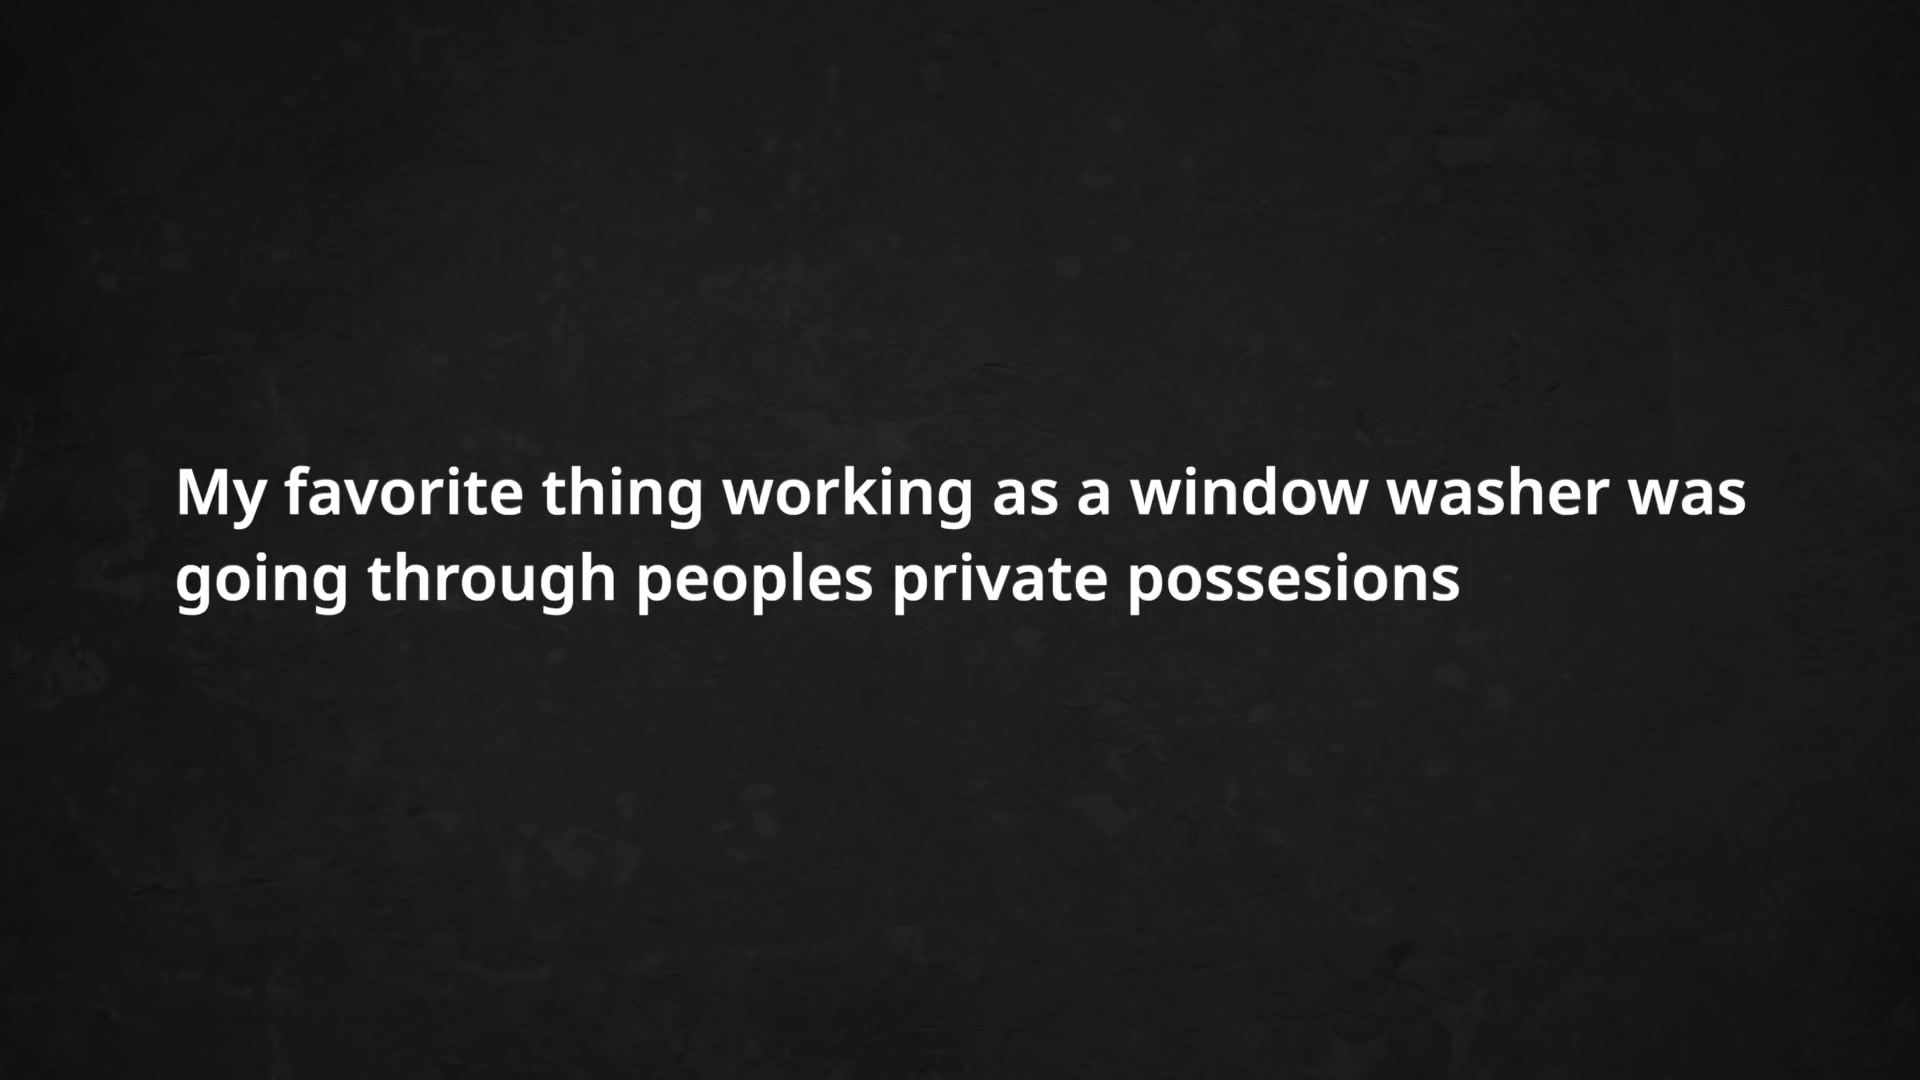 My favorite thing working as a window washer was
going through peoples private possesions